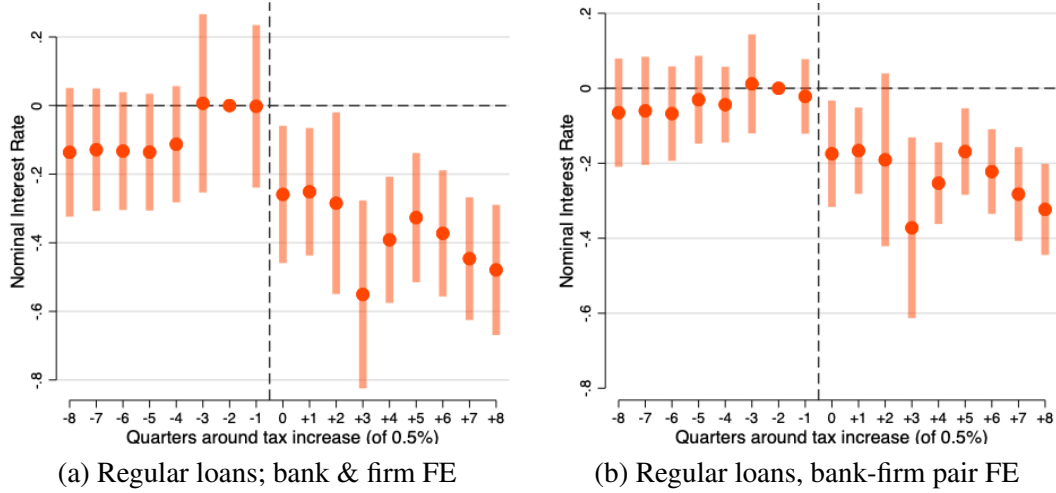 Nominal Interest Rate
.2
0
-.2
-.4
-.6
-.8
-8 -7 -6 -5 -4 -3 -2 -1 0 +1 +2 +3 +4 +5 +6 +7 +8
Quarters around tax increase (of 0.5%)
(a) Regular loans; bank & firm FE
Nominal Interest Rate
.2
0
-.2
-.4
-.6
-.8
-8 -7 -6 -5 -4 -3 -2 -1 0 +1 +2 +3 +4 +5 +6 +7 +8
Quarters around tax increase (of 0.5%)
(b) Regular loans, bank-firm pair FE